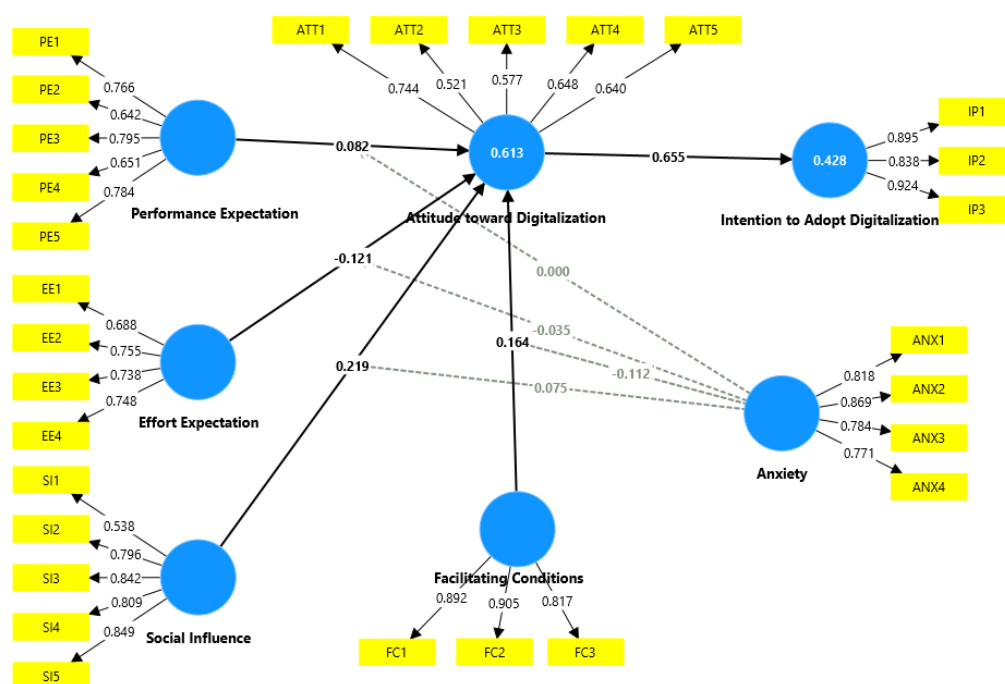 ATT1
ATT2
ATT3
ATT4
ATT5
0.744
0.521
0.577
0.648
0.640
PE1
PE2
PE3
PE4
PE5
0.766
0.642
0.795
0.651
0.784
Performance Expectation
0.082
0.613
Attitude toward Digitalization
0.655
0.428
Intention to Adopt Digitalization
0.895
0.838
0.924
IP1
IP2
IP3
-0.121
0.000
EE1
EE2
EE3
EE4
0.688
0.755
0.738
0.748
Effort Expectation
0.219
0.164
-0.035
-0.112
0.075
ANX1
ANX2
ANX3
ANX4
0.818
0.869
0.784
0.771
Anxiety
SI1
SI2
SI3
SI4
SI5
0.538
0.796
0.842
0.809
0.849
Social Influence
Facilitating Conditions
0.892
0.905
0.817
FC1
FC2
FC3